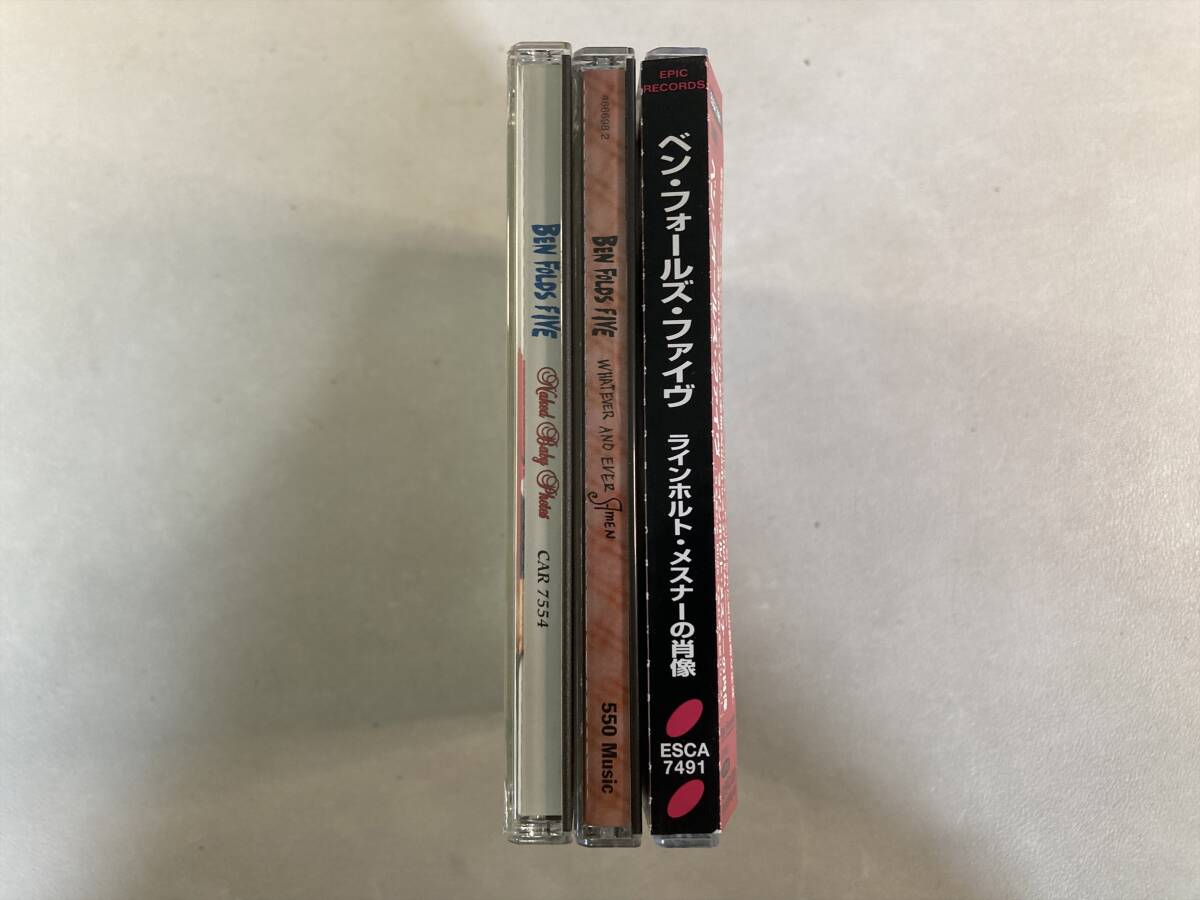 BEN FOLDS FIVE
Naked Baby Photos
CAR 7554
486698 2
BEN FOLDS FIVE
WHATEVER AND EVER AMEN
550 Music
EPIC
RECORDS
ベン・フォールズ・ファイヴ
ラインホルト・メスナーの肖像
ESCA
7491